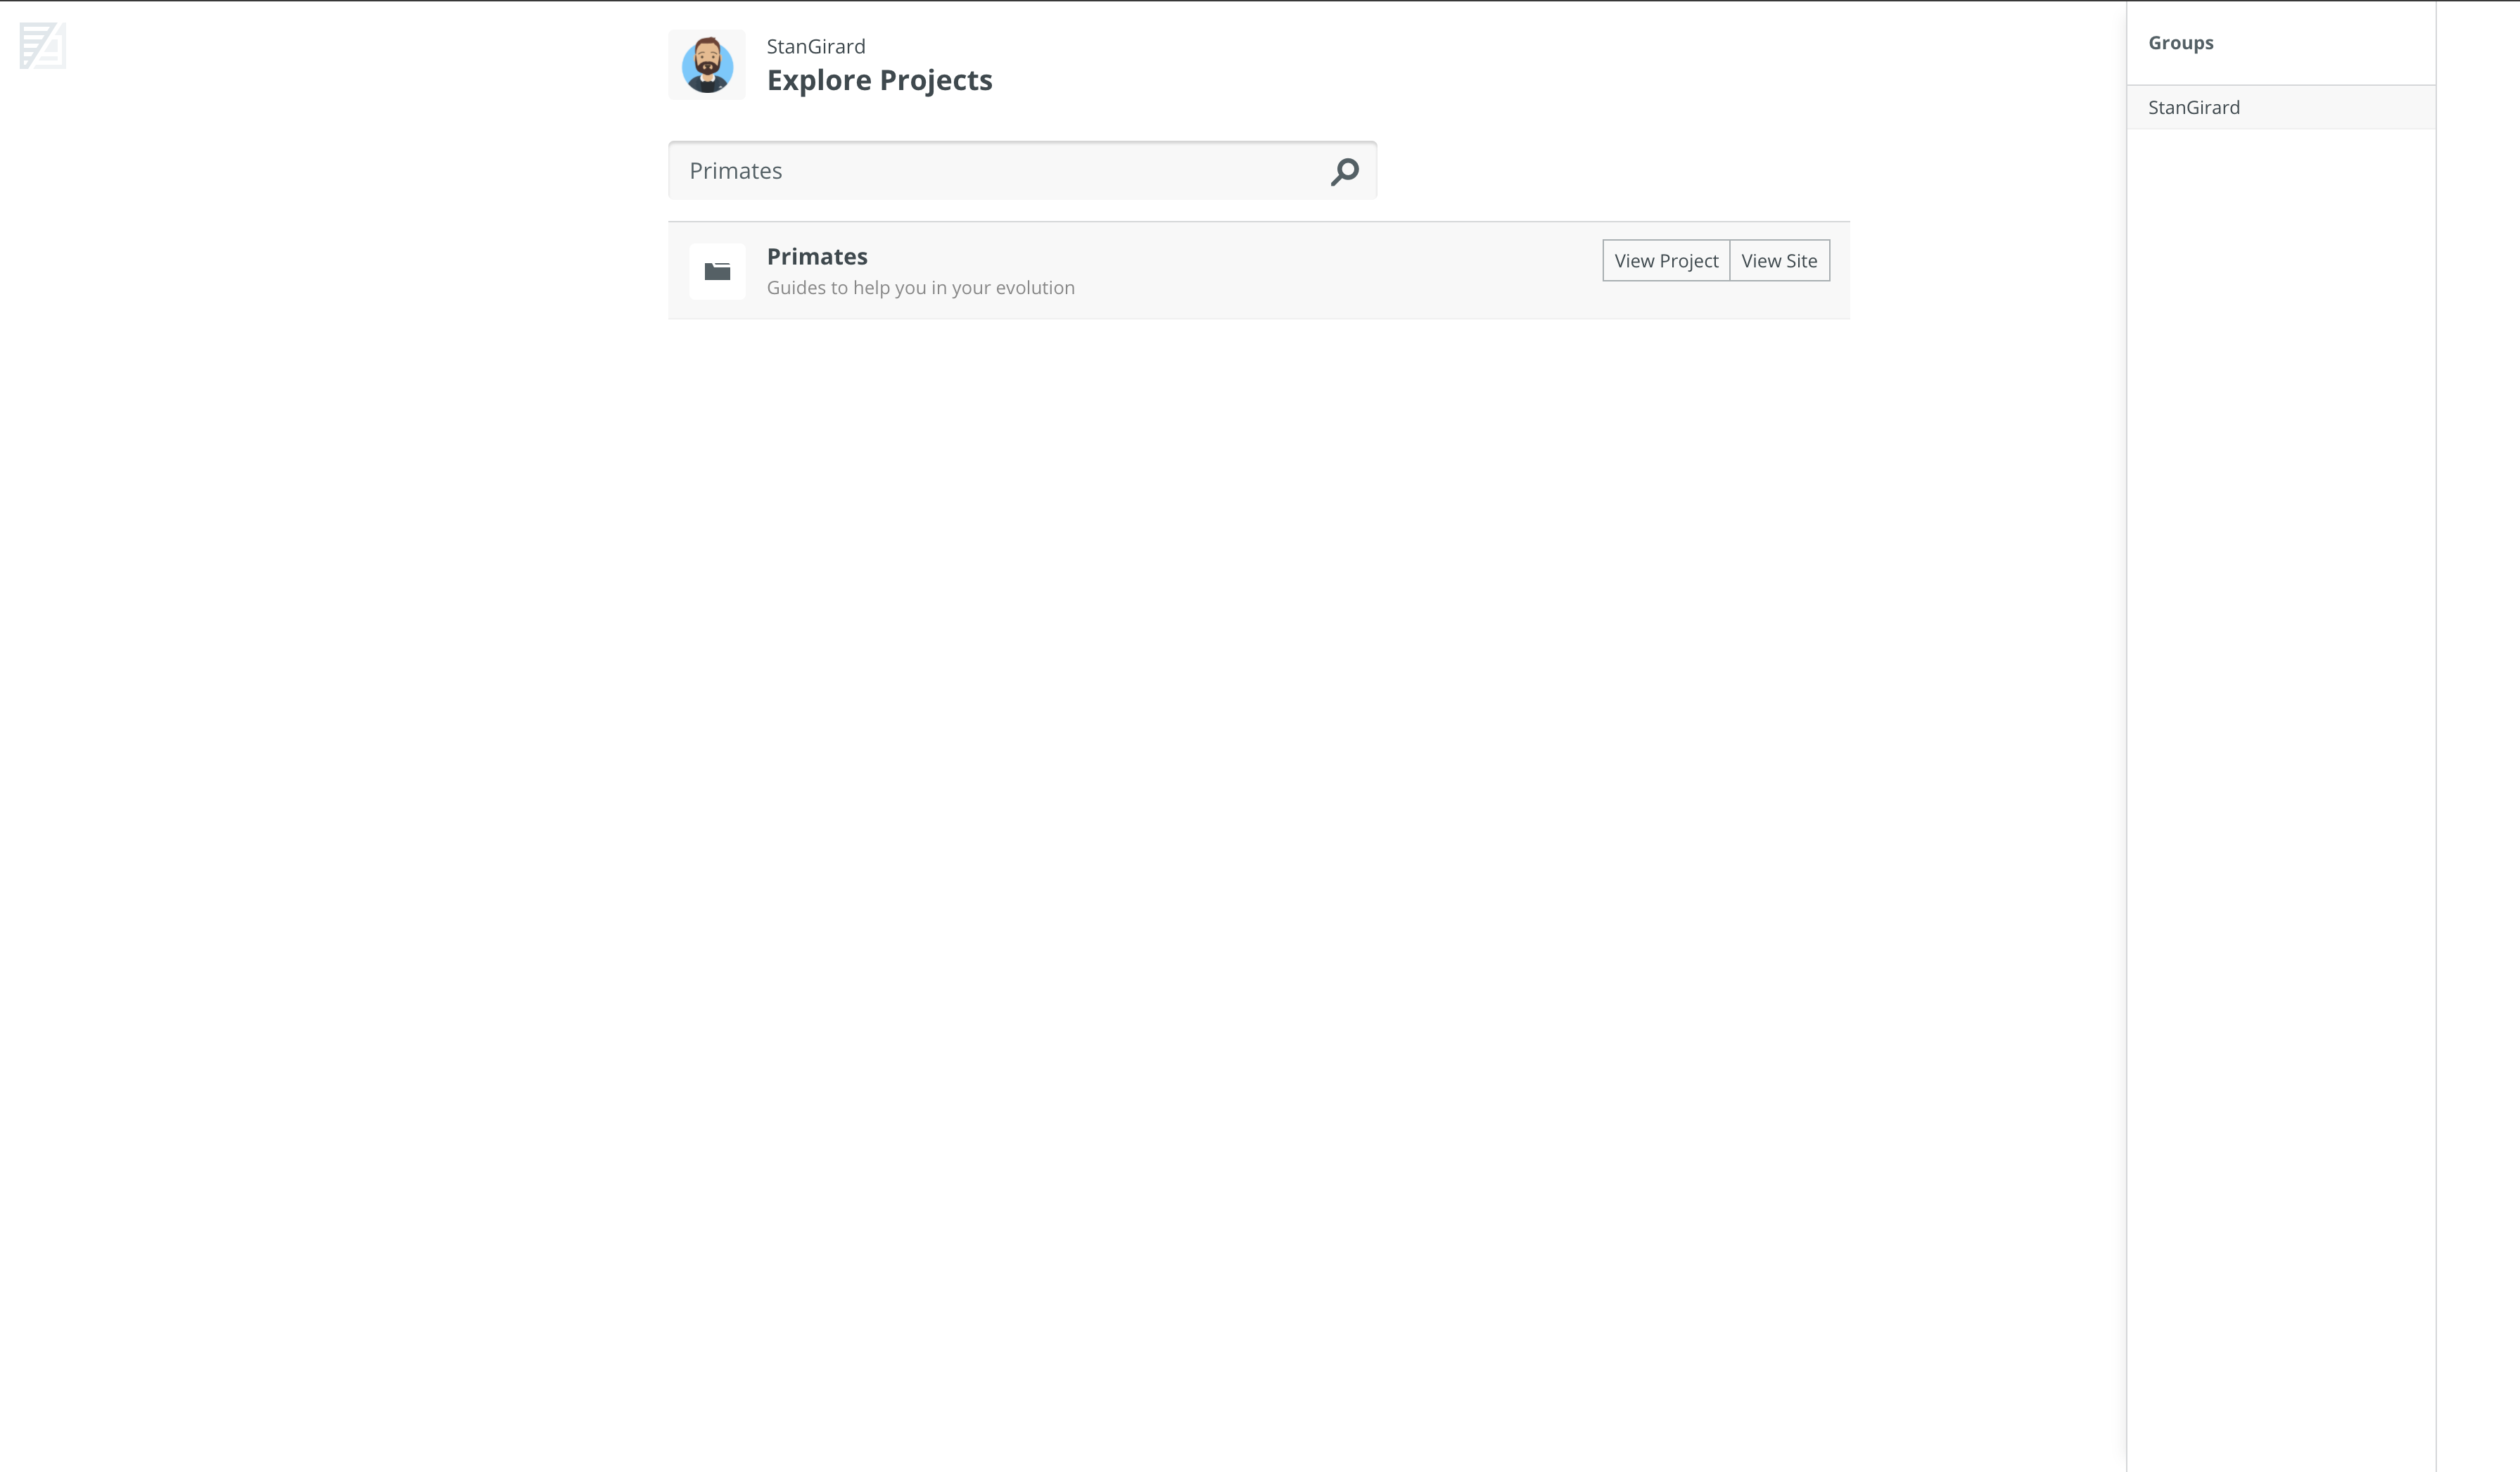 StanGirard
Explore Projects
Primates
Primates
Guides to help you in your evolution
View Project
View Site
Groups
StanGirard